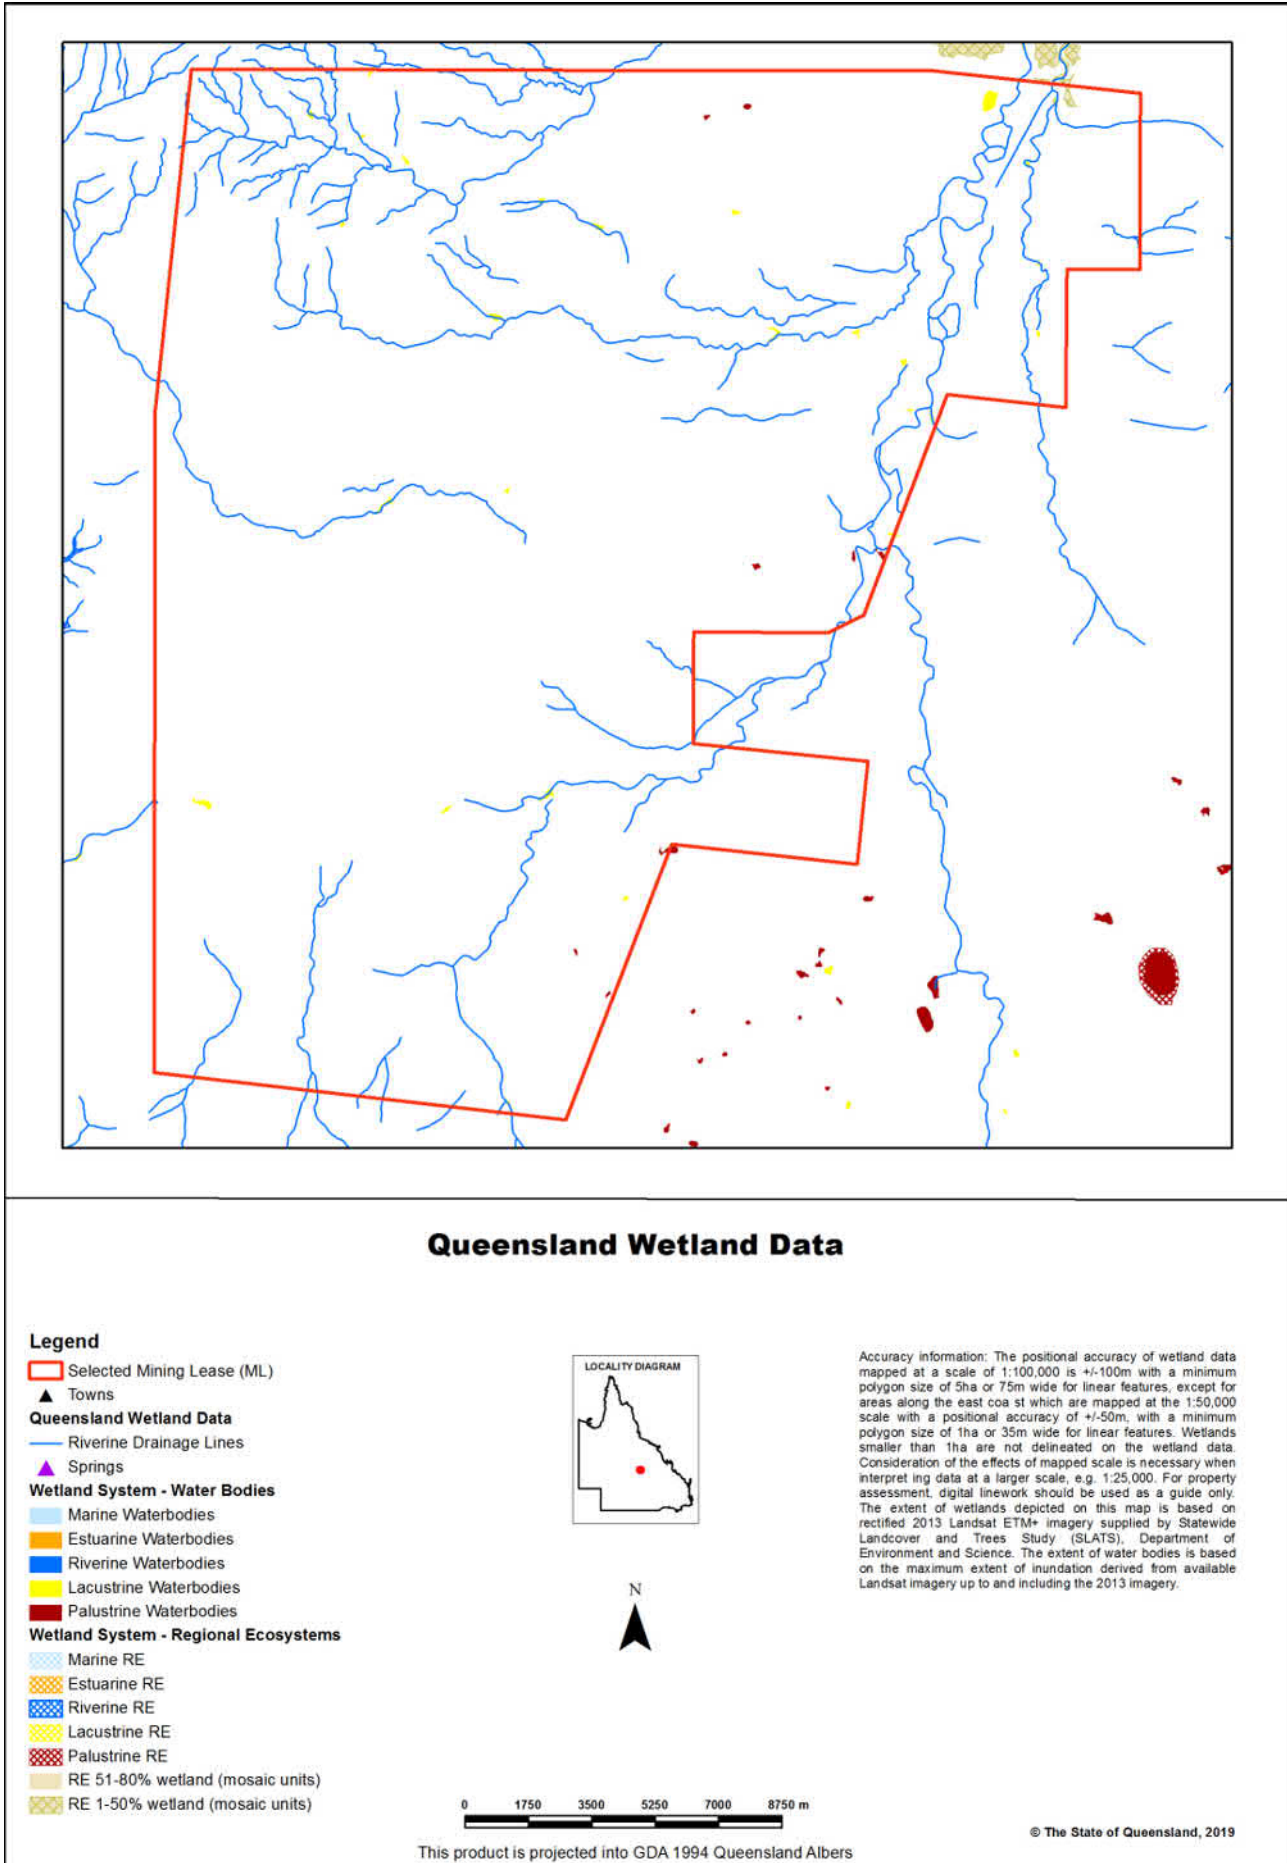 Queensland Wetland Data
Legend
Selected Mining Lease (ML)
Towns
Queensland Wetland Data
Riverine Drainage Lines
Springs
Wetland System - Water Bodies
Marine Waterbodies
Estuarine Waterbodies
Riverine Waterbodies
Lacustrine Waterbodies
Palustrine Waterbodies
Wetland System - Regional Ecosystems
Marine RE
Estuarine RE
Riverine RE
Lacustrine RE
Palustrine RE
RE 51-80% wetland (mosaic units)
RE 1-50% wetland (mosaic units)
LOCALITY DIAGRAM
N
0 1750 3500 5250 7000 8750 m
This product is projected into GDA 1994 Queensland Albers
Accuracy information: The positional accuracy of wetland data
mapped at a scale of 1:100,000 is +/-100m with a minimum
polygon size of 5ha or 75m wide for linear features, except for
areas along the east coa st which are mapped at the 1:50,000
scale with a positional accuracy of +/-50m, with a minimum
polygon size of 1ha or 35m wide for linear features. Wetlands
smaller than 1ha are not delineated on the wetland data.
Consideration of the effects of mapped scale is necessary when
interpret ing data at a larger scale, e.g. 1:25,000. For property
assessment, digital linework should be used as a guide only.
The extent of wetlands depicted on this map is based on
rectified 2013 Landsat ETM+ imagery supplied by Statewide
Landcover and Trees Study (SLATS), Department of
Environment and Science. The extent of water bodies is based
on the maximum extent of inundation derived from available
Landsat imagery up to and including the 2013 imagery.
© The State of Queensland, 2019